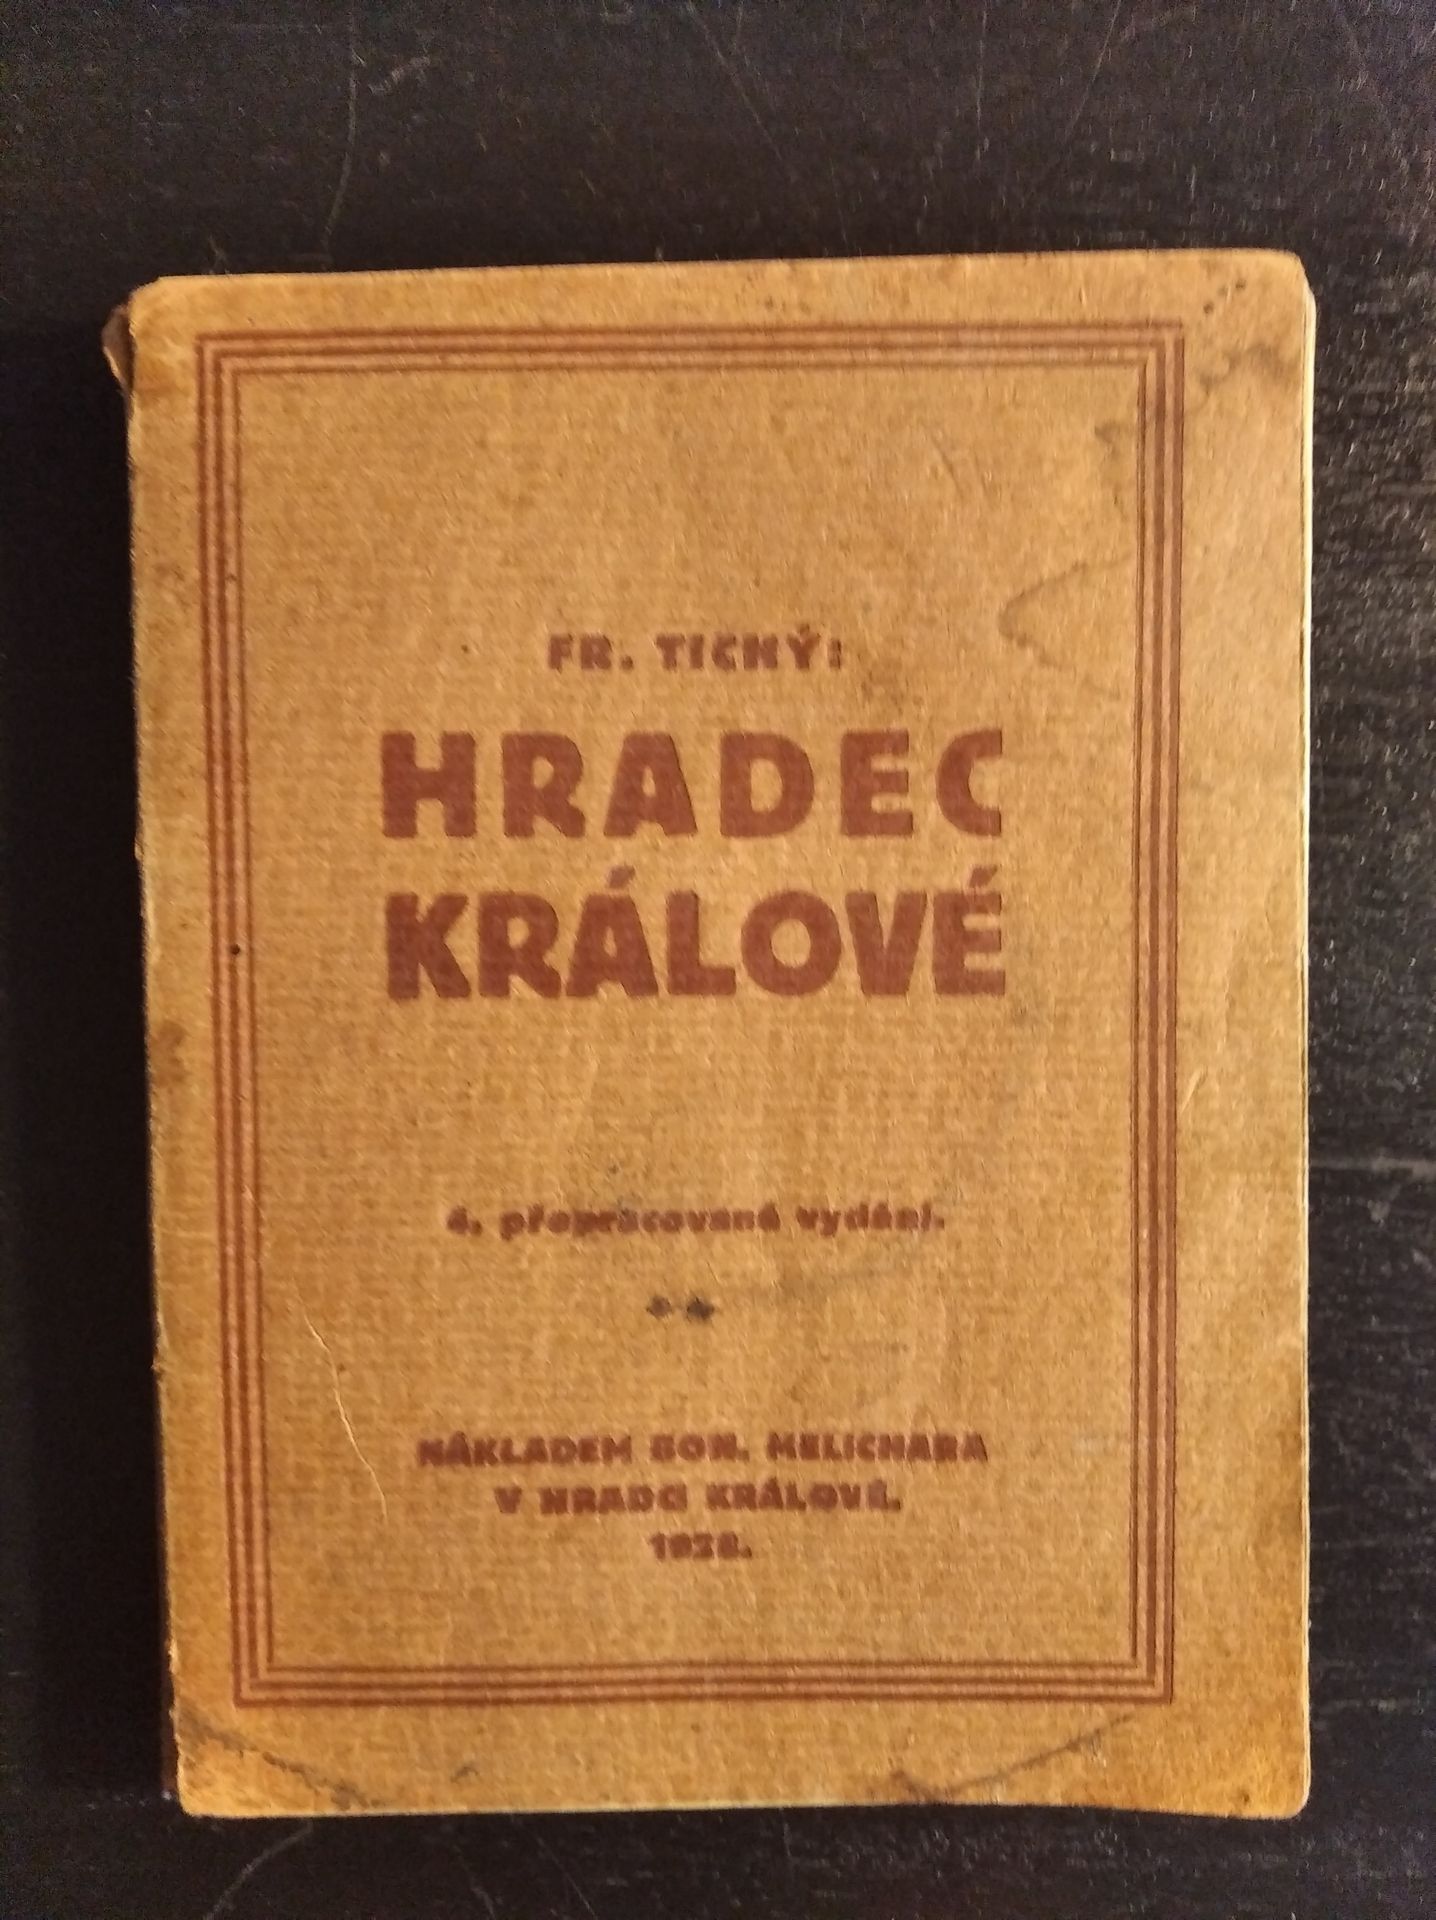 FR. TICHÝ:
HRADEC
KRÁLOVÉ
4. přepracované vydání.
NÁKLADEM BOH. MELICHARA
V HRADCI KRÁLOVÉ.
1928.